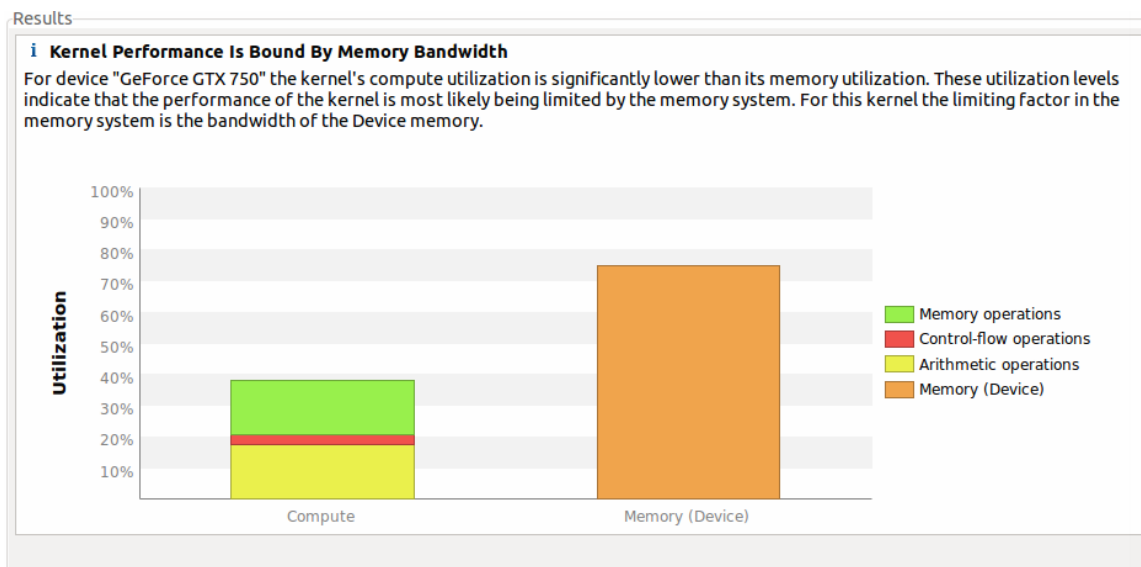 Results
i Kernel Performance Is Bound By Memory Bandwidth
For device "GeForce GTX 750" the kernel's compute utilization is significantly lower than its memory utilization. These utilization levels
indicate that the performance of the kernel is most likely being limited by the memory system. For this kernel the limiting factor in the
memory system is the bandwidth of the Device memory.
100%
90%
80%
70%
60%
50%
40%
30%
20%
10%
Utilization
Compute
Memory (Device)
Memory operations
Control-flow operations
Arithmetic operations
Memory (Device)